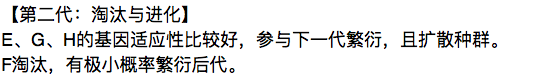 【第二代：淘汰与进化】
E、G、H的基因适应性比较好，参与下一代繁衍，且扩散种群。
F淘汰，有极小概率繁衍后代。